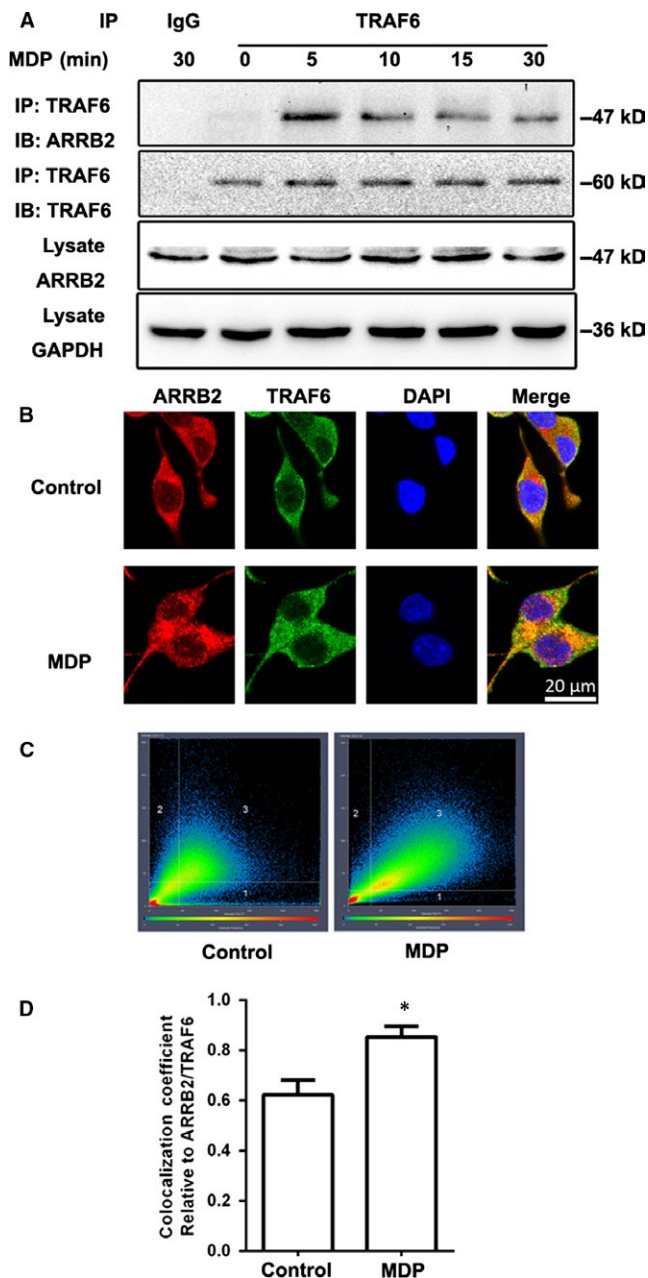 A IP IgG TRAF6
MDP (min) 30 0 5 10 15 30
IP: TRAF6
IB: ARRB2
–47 kD
IP: TRAF6
IB: TRAF6
–60 kD
Lysate
ARRB2
–47 kD
Lysate
GAPDH
–36 kD
B
ARRB2 TRAF6 DAPI Merge
Control
MDP
20 µm
C
2 3
1
2 3
1
Control MDP
D
Colocalization coefficient
Relative to ARRB2/TRAF6
1.0
0.8
0.6
0.4
0.2
0.0
*
Control MDP